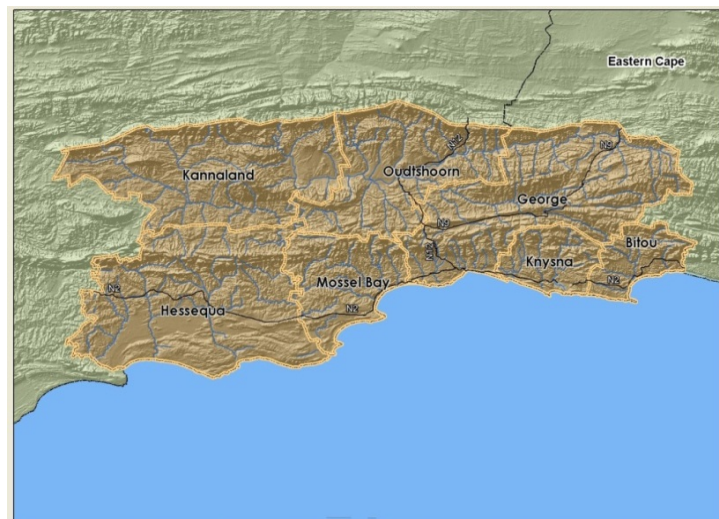 Eastern Cape
N12
N9
Kannaland
Oudtshoorn
George
N9
Bitou
N12
Knysna
Mossel Bay
N2
N2
Hessequa
N2